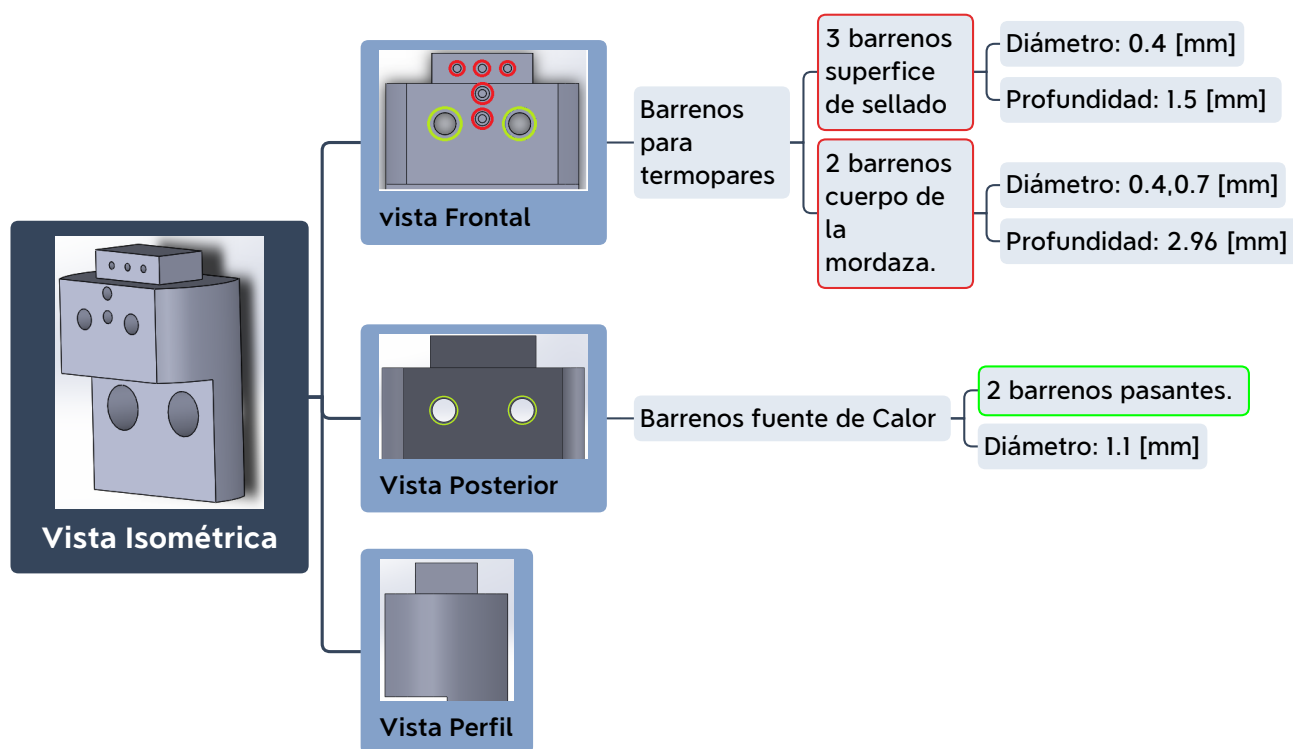 Vista Isométrica
vista Frontal
Barrenos
para
termopares
3 barrenos
superfice
de sellado
Diámetro: 0.4 [mm]
Profundidad: 1.5 [mm]
2 barrenos
cuerpo de
la
mordaza.
Diámetro: 0.4,0.7 [mm]
Profundidad: 2.96 [mm]
Vista Posterior
Barrenos fuente de Calor
2 barrenos pasantes.
Diámetro: 1.1 [mm]
Vista Perfil